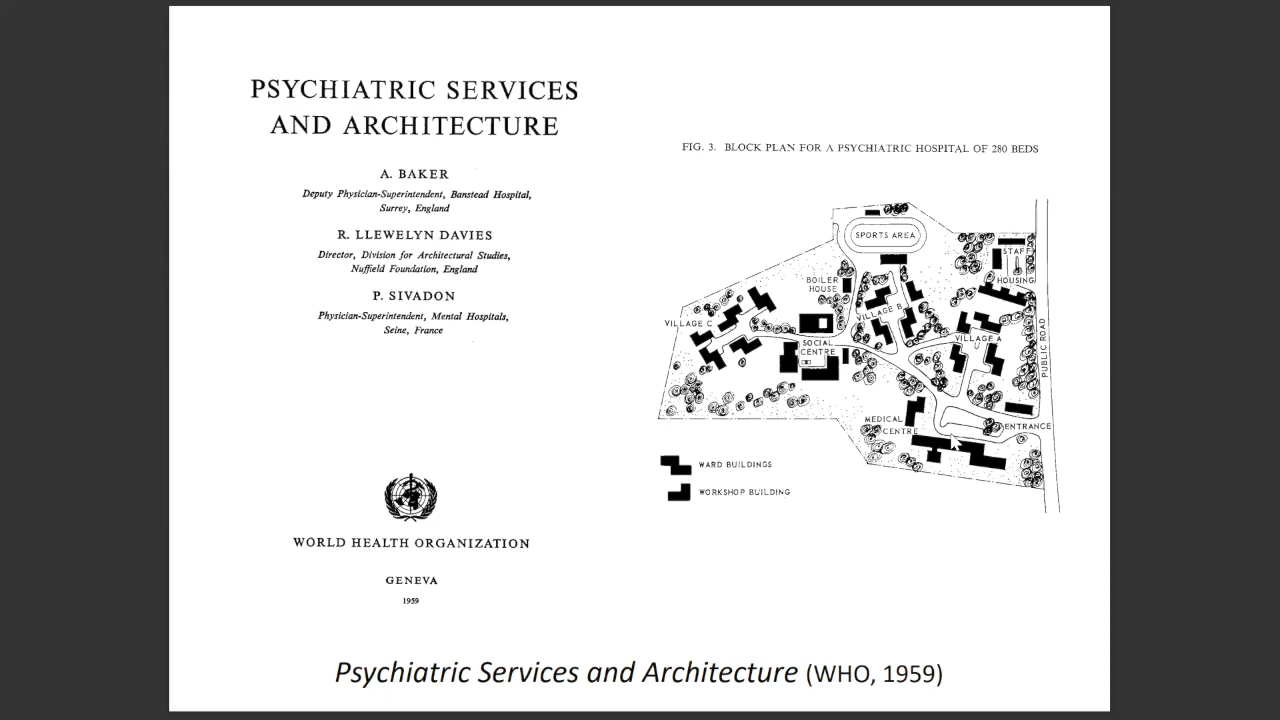 PSYCHIATRIC SERVICES
AND ARCHITECTURE
A. BAKER
Deputy Physician-Superintendent, Banstead Hospital,
Surrey, England
R. LLEWELYN DAVIES
Director, Division for Architectural Studies,
Nuffield Foundation, England
P. SIVADON
Physician-Superintendent, Mental Hospitals,
Seine, France
WORLD HEALTH ORGANIZATION
GENEVA
1959
FIG. 3. BLOCK PLAN FOR A PSYCHIATRIC HOSPITAL OF 280 BEDS
SPORTS AREA
STAFF
HOUSING
BOILER
HOUSE
VILLAGE B
VILLAGE C
SOCIAL
CENTRE
VILLAGE A
PUBLIC ROAD
MEDICAL
CENTRE
ENTRANCE
WARD BUILDINGS
WORKSHOP BUILDING
Psychiatric Services and Architecture (WHO, 1959)